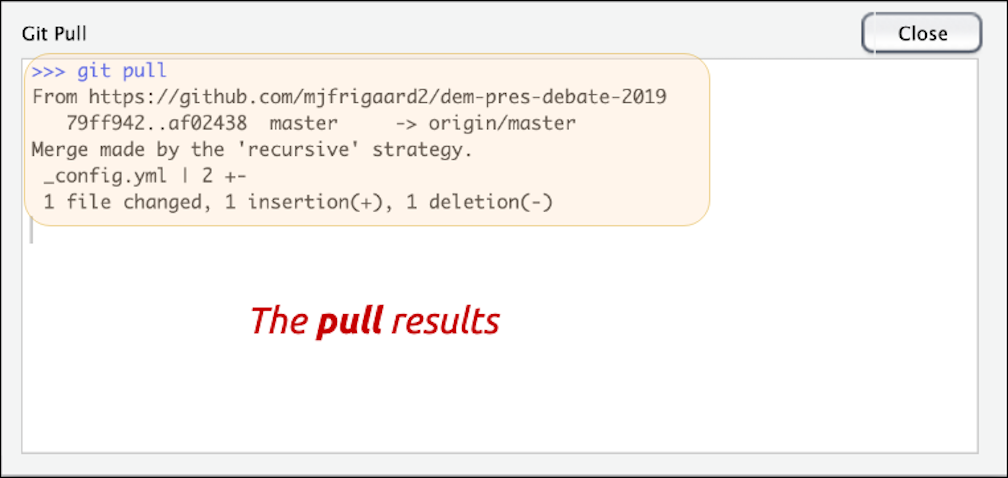 Git Pull
Close
>>> git pull
From https://github.com/mjfrigaard2/dem-pres-debate-2019
   79ff942..af02438  master     -> origin/master
Merge made by the 'recursive' strategy.
 _config.yml | 2 +-
 1 file changed, 1 insertion(+), 1 deletion(-)
The pull results